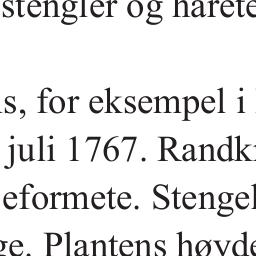 stengler og hårete
s, for eksempel i
juli 1767. Randk
eformete. Stengel
ge. Plantens høyde